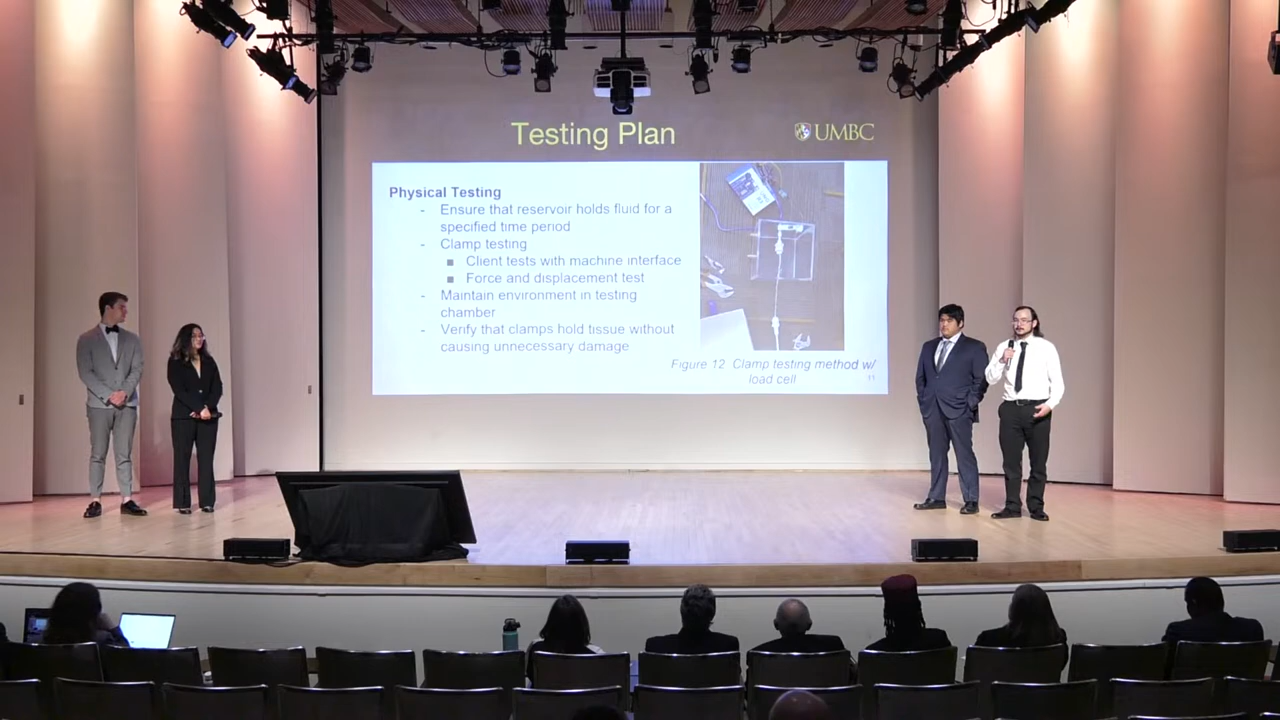 Testing Plan
UMBC
Physical Testing
- Ensure that reservoir holds fluid for a
specified time period
- Clamp testing
■ Client tests with machine interface
■ Force and displacement test
- Maintain environment in testing
chamber
- Verify that clamps hold tissue without
causing unnecessary damage
Figure 12 Clamp testing method w/
load cell
11